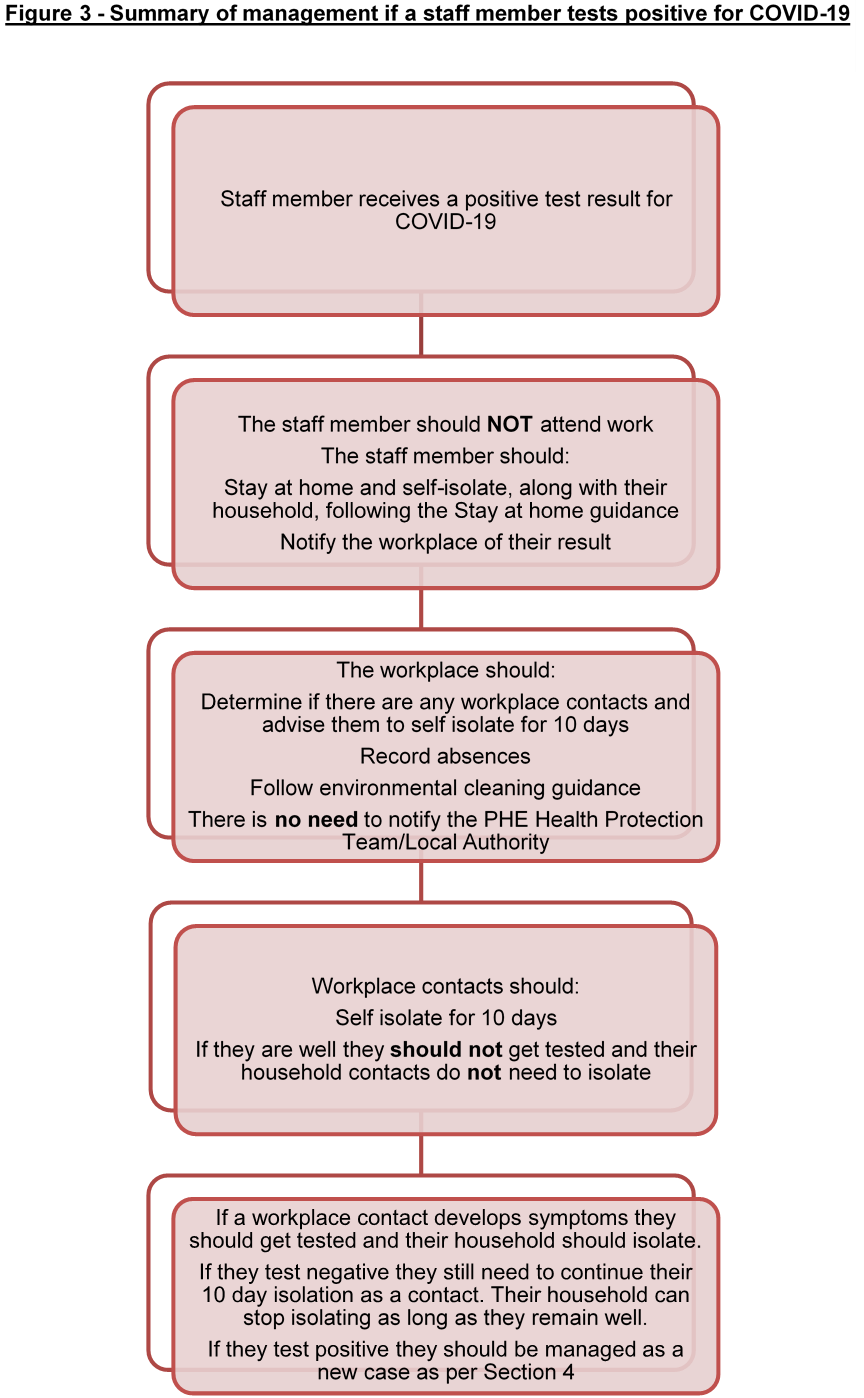 Figure 3 - Summary of management if a staff member tests positive for COVID-19
Staff member receives a positive test result for
COVID-19
The staff member should NOT attend work
The staff member should:
Stay at home and self-isolate, along with their
household, following the Stay at home guidance
Notify the workplace of their result
The workplace should:
Determine if there are any workplace contacts and
advise them to self isolate for 10 days
Record absences
Follow environmental cleaning guidance
There is no need to notify the PHE Health Protection
Team/Local Authority
Workplace contacts should:
Self isolate for 10 days
If they are well they should not get tested and their
household contacts do not need to isolate
If a workplace contact develops symptoms they
should get tested and their household should isolate.
If they test negative they still need to continue their
10 day isolation as a contact. Their household can
stop isolating as long as they remain well.
If they test positive they should be managed as a
new case as per Section 4